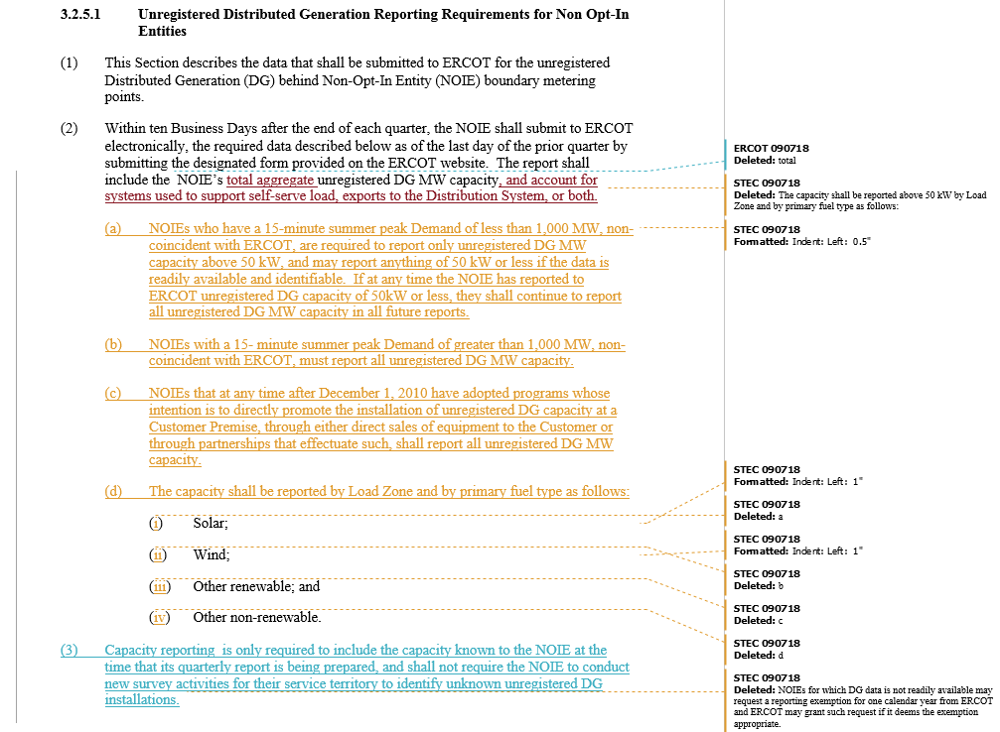 3.2.5.1 Unregistered Distributed Generation Reporting Requirements for Non Opt-In
Entities
(1) This Section describes the data that shall be submitted to ERCOT for the unregistered
Distributed Generation (DG) behind Non-Opt-In Entity (NOIE) boundary metering
points.
(2) Within ten Business Days after the end of each quarter, the NOIE shall submit to ERCOT
electronically, the required data described below as of the last day of the prior quarter by
submitting the designated form provided on the ERCOT website. The report shall
include the NOIE's total aggregate unregistered DG MW capacity, and account for
systems used to support self-serve load, exports to the Distribution System, or both.
(a) NOIEs who have a 15-minute summer peak Demand of less than 1,000 MW, non-
coincident with ERCOT, are required to report only unregistered DG MW
capacity above 50 kW, and may report anything of 50 kW or less if the data is
readily available and identifiable. If at any time the NOIE has reported to
ERCOT unregistered DG capacity of 50kW or less, they shall continue to report
all unregistered DG MW capacity in all future reports.
(b) NOIEs with a 15- minute summer peak Demand of greater than 1,000 MW, non-
coincident with ERCOT, must report all unregistered DG MW capacity.
(c) NOIEs that at any time after December 1, 2010 have adopted programs whose
intention is to directly promote the installation of unregistered DG capacity at a
Customer Premise, through either direct sales of equipment to the Customer or
through partnerships that effectuate such, shall report all unregistered DG MW
capacity.
(d) The capacity shall be reported by Load Zone and by primary fuel type as follows:
(i) Solar;
(ii) Wind;
(iii) Other renewable; and
(iv) Other non-renewable.
(3) Capacity reporting is only required to include the capacity known to the NOIE at the
time that its quarterly report is being prepared, and shall not require the NOIE to conduct
new survey activities for their service territory to identify unknown unregistered DG
installations.
ERCOT 090718
Deleted: total
STEC 090718
Deleted: The capacity shall be reported above 50 kW by Load
Zone and by primary fuel type as follows:
STEC 090718
Formatted: Indent: Left: 0.5"
STEC 090718
Formatted: Indent: Left: 1"
STEC 090718
Deleted: a
STEC 090718
Formatted: Indent: Left: 1"
STEC 090718
Deleted: b
STEC 090718
Deleted: c
STEC 090718
Deleted: d
STEC 090718
Deleted: NOIEs for which DG data is not readily available may
request a reporting exemption for one calendar year from ERCOT
and ERCOT may grant such request if it deems the exemption
appropriate.